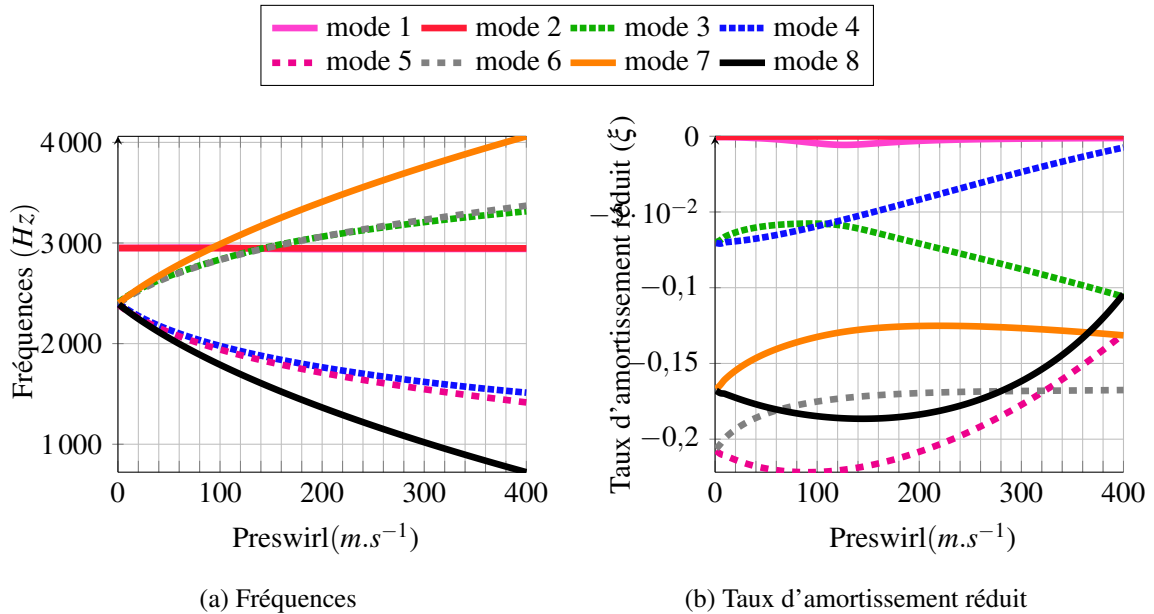 mode 1 mode 2 mode 3 mode 4
mode 5 mode 6 mode 7 mode 8
4 000
3 000
2 000
1 000
0 100 200 300 400
Fréquences (Hz)
Preswirl(m.s⁻¹)
(a) Fréquences
0
10⁻²
−0,1
−0,15
−0,2
0 100 200 300 400
Taux d'amortissement réduit (ξ)
Preswirl(m.s⁻¹)
(b) Taux d'amortissement réduit